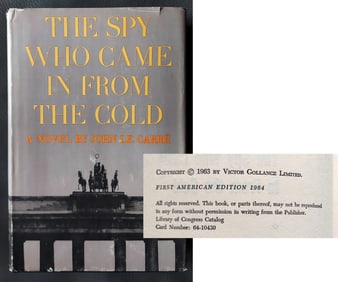 THE SPY
WHO CAME
IN FROM
THE COLD
A NOVEL BY JOHN LE CARRÉ
COPYRIGHT © 1963 BY VICTOR GOLLANCZ LIMITED.
FIRST AMERICAN EDITION 1964
All rights reserved. This book, or parts thereof, may not be reproduced
in any form without permission in writing from the Publisher.
Library of Congress Catalog
Card Number: 64-10430